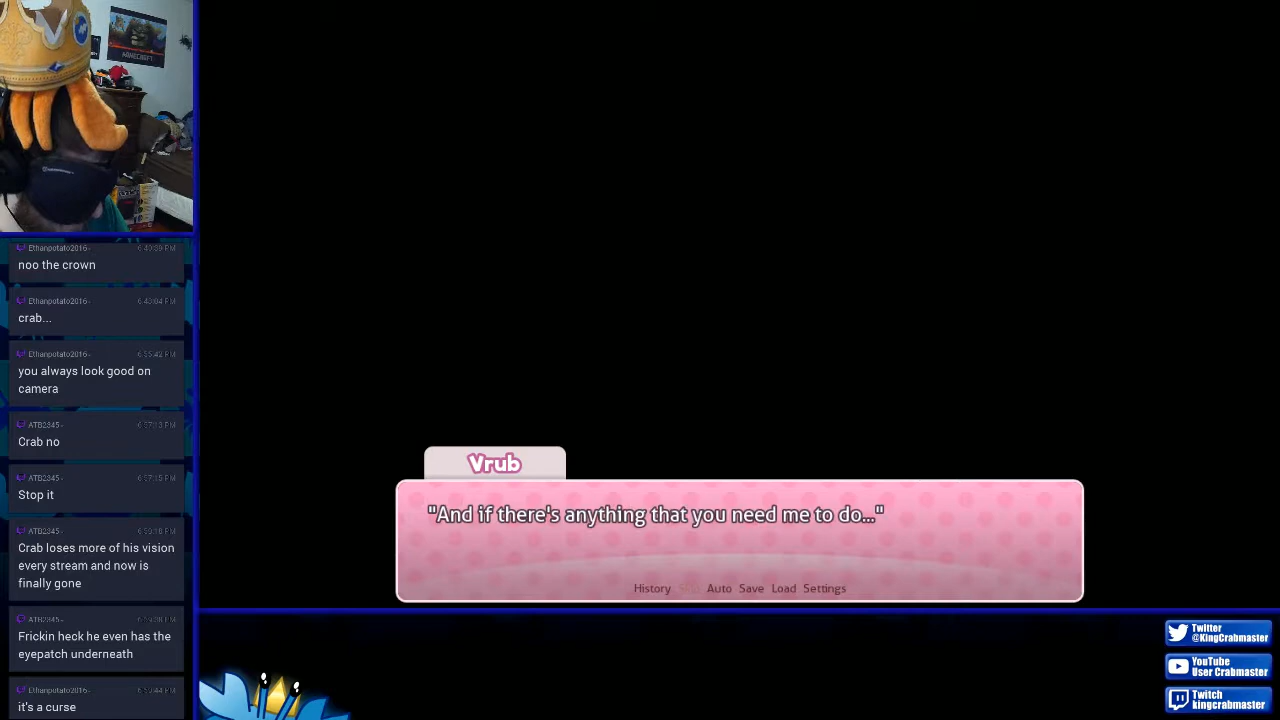 MINECRAFT
Ethanpotato2016-
noo the crown
Ethanpotato2016-
crab...
Ethanpotato2016-
you always look good on
camera
ATB2345-
Crab no
ATB2345-
Stop it
ATB2345-
Crab loses more of his vision
every stream and now is
finally gone
ATB2345-
Frickin heck he even has the
eyepatch underneath
Ethanpotato2016-
it's a curse
Vrub
"And if there's anything that you need me to do..."
History Skip Auto Save Load Settings
Twitter
@KingCrabmaster
YouTube
User Crabmaster
Twitch
kingcrabmaster